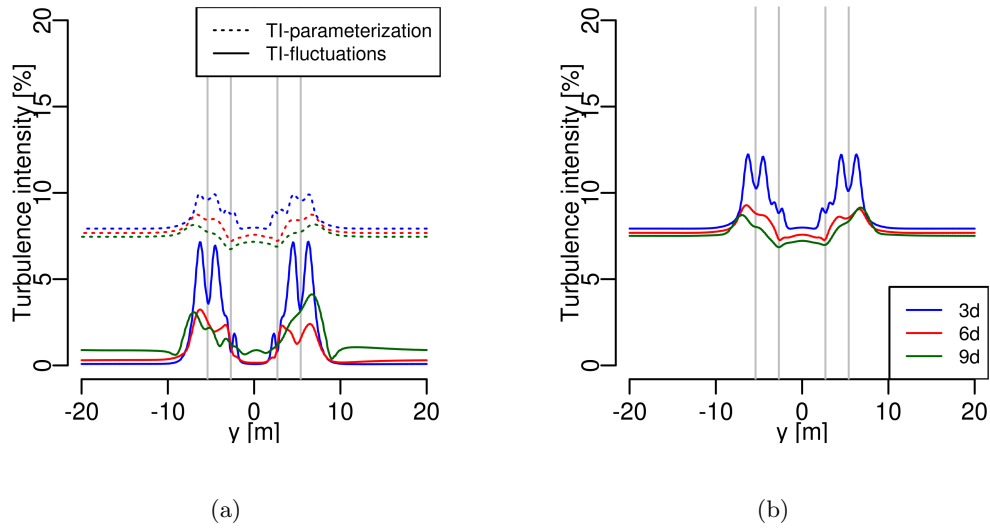 TI-parameterization
TI-fluctuations
Turbulence intensity [%]
0
5
10
15
20
-20
-10
0
10
20
y [m]
(a)
Turbulence intensity [%]
0
5
10
15
20
-20
-10
0
10
20
y [m]
3d
6d
9d
(b)